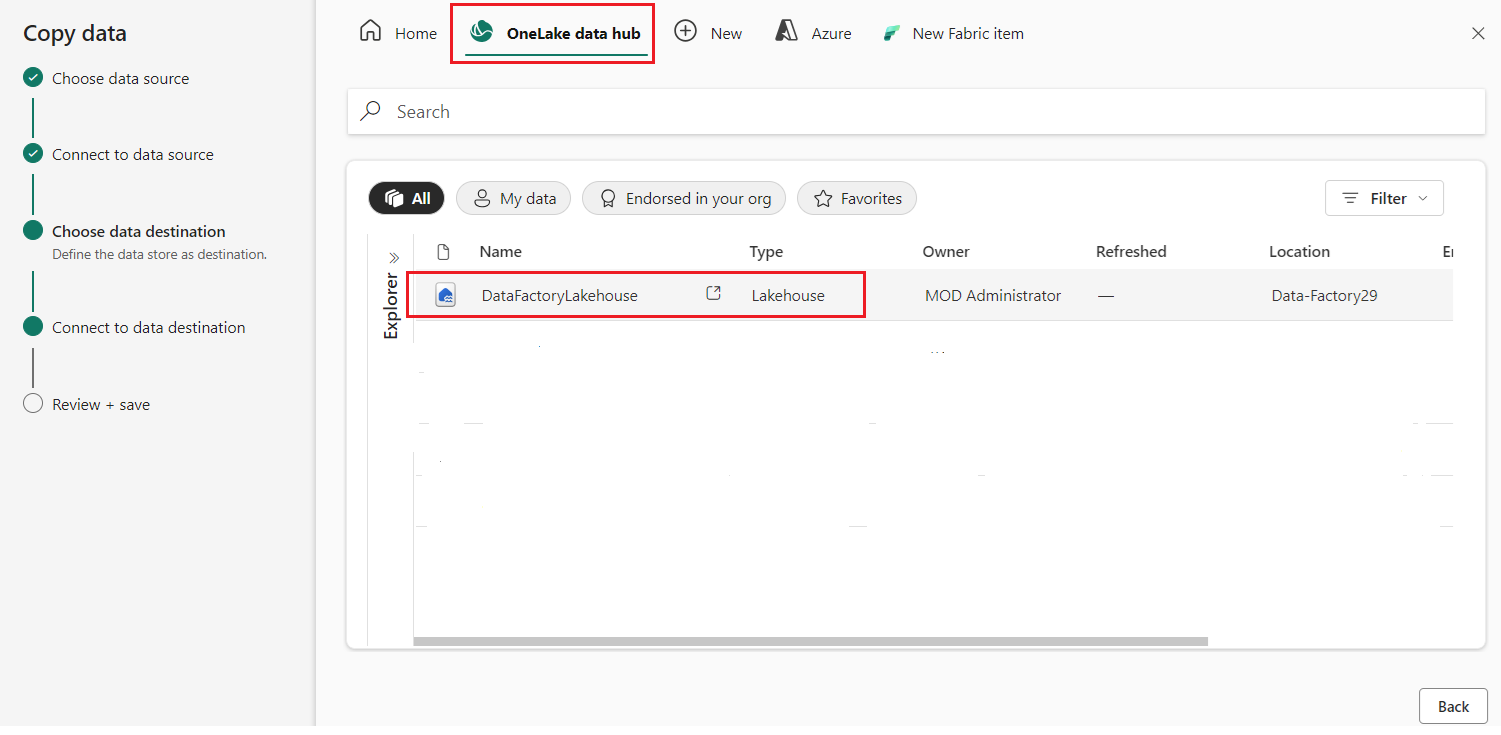 Copy data
Choose data source
Connect to data source
Choose data destination
Define the data store as destination.
Connect to data destination
Review + save
Home OneLake data hub New Azure New Fabric item
Search
All My data Endorsed in your org Favorites Filter
Explorer
Name Type Owner Refreshed Location
DataFactoryLakehouse Lakehouse MOD Administrator — Data-Factory29
Back